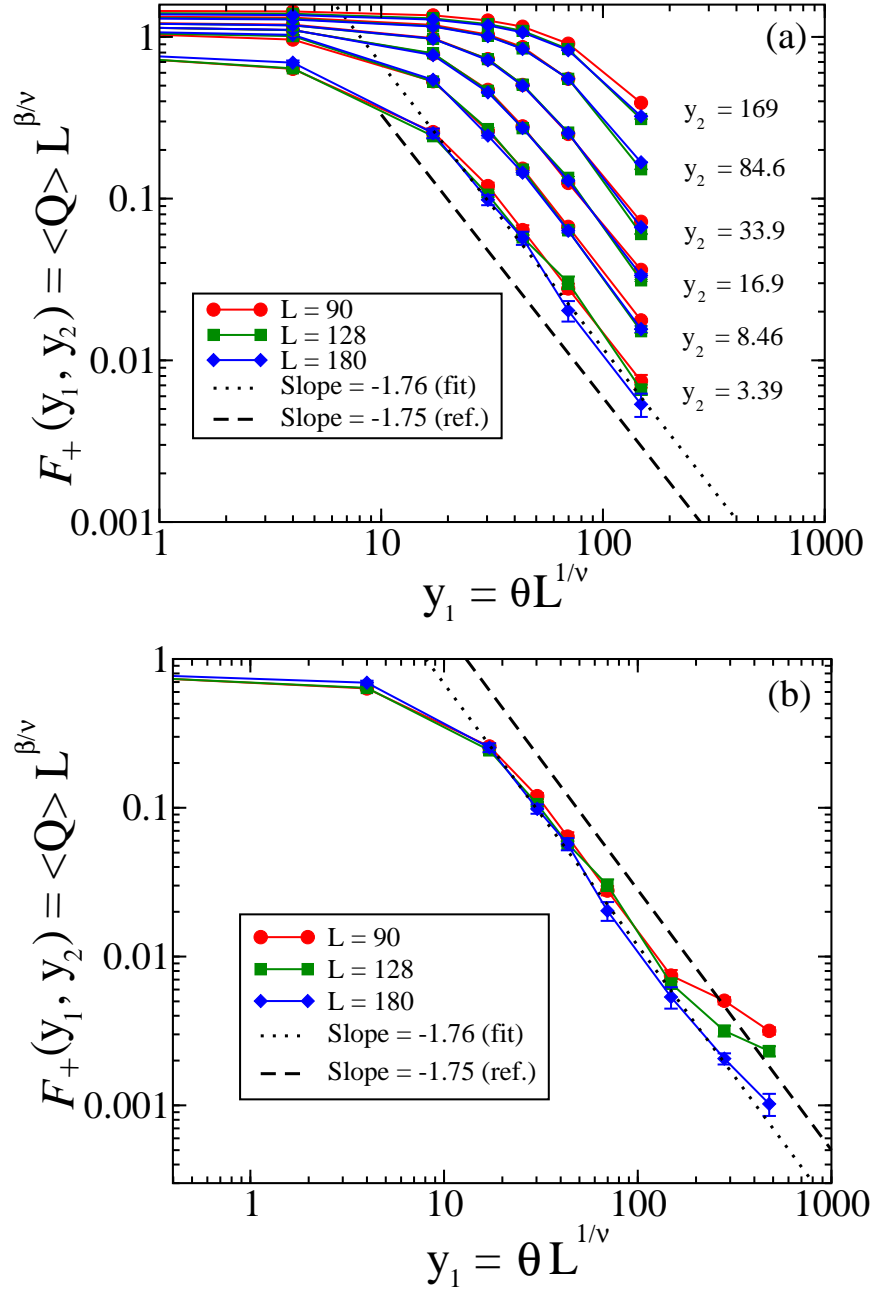 (a)
F₊ (y₁, y₂) = <Q> L^{β/ν}
1
0.1
0.01
0.001
y₂ = 169
y₂ = 84.6
y₂ = 33.9
y₂ = 16.9
y₂ = 8.46
y₂ = 3.39
L = 90
L = 128
L = 180
Slope = -1.76 (fit)
Slope = -1.75 (ref.)
1 10 100 1000
y₁ = θL^{1/ν}
(b)
F₊ (y₁, y₂) = <Q> L^{β/ν}
1
0.1
0.01
0.001
L = 90
L = 128
L = 180
Slope = -1.76 (fit)
Slope = -1.75 (ref.)
1 10 100 1000
y₁ = θ L^{1/ν}